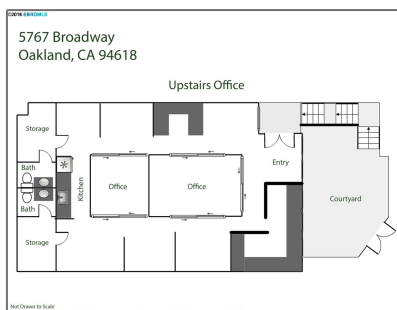 ©2016 EBRDMLS
5767 Broadway
Oakland, CA 94618
Upstairs Office
Storage
Bath
Kitchen
Office
Office
Entry
Bath
Courtyard
Storage
Not Drawn to Scale